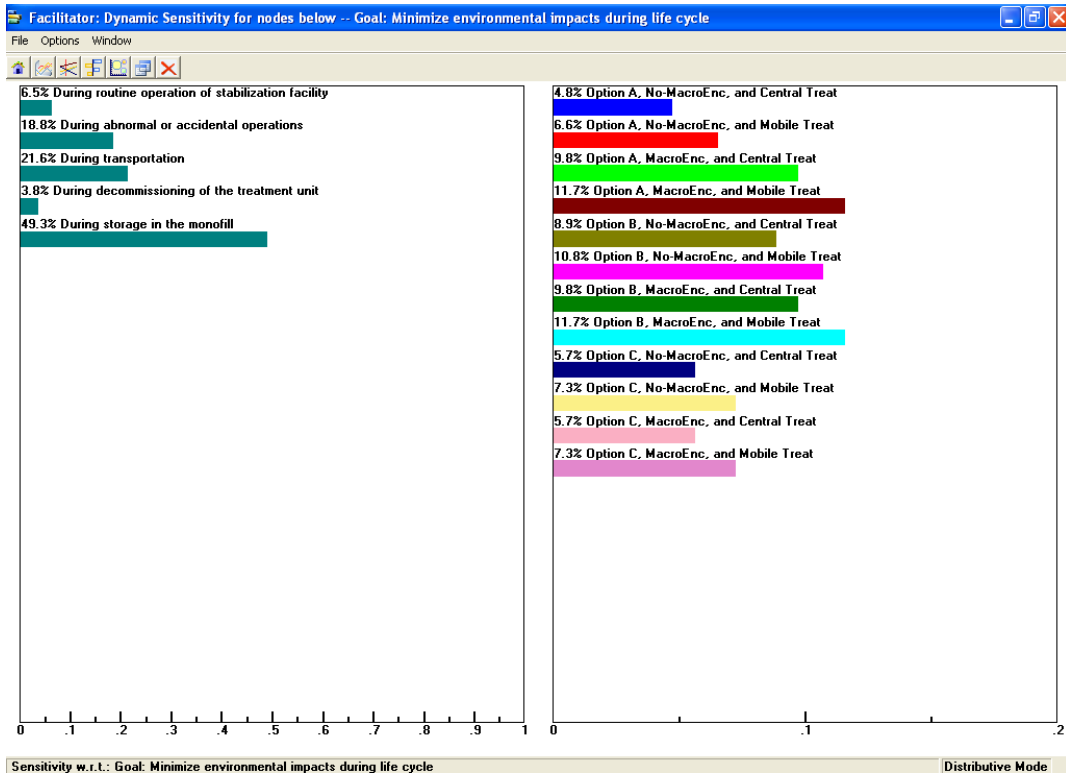 Facilitator: Dynamic Sensitivity for nodes below -- Goal: Minimize environmental impacts during life cycle
File Options Window
6.5% During routine operation of stabilization facility
18.8% During abnormal or accidental operations
21.6% During transportation
3.8% During decommissioning of the treatment unit
49.3% During storage in the monofill
0 .1 .2 .3 .4 .5 .6 .7 .8 .9 1
4.8% Option A, No-MacroEnc, and Central Treat
6.6% Option A, No-MacroEnc, and Mobile Treat
9.8% Option A, MacroEnc, and Central Treat
11.7% Option A, MacroEnc, and Mobile Treat
8.9% Option B, No-MacroEnc, and Central Treat
10.8% Option B, No-MacroEnc, and Mobile Treat
9.8% Option B, MacroEnc, and Central Treat
11.7% Option B, MacroEnc, and Mobile Treat
5.7% Option C, No-MacroEnc, and Central Treat
7.3% Option C, No-MacroEnc, and Mobile Treat
5.7% Option C, MacroEnc, and Central Treat
7.3% Option C, MacroEnc, and Mobile Treat
0 .1 .2
Sensitivity w.r.t.: Goal: Minimize environmental impacts during life cycle
Distributive Mode